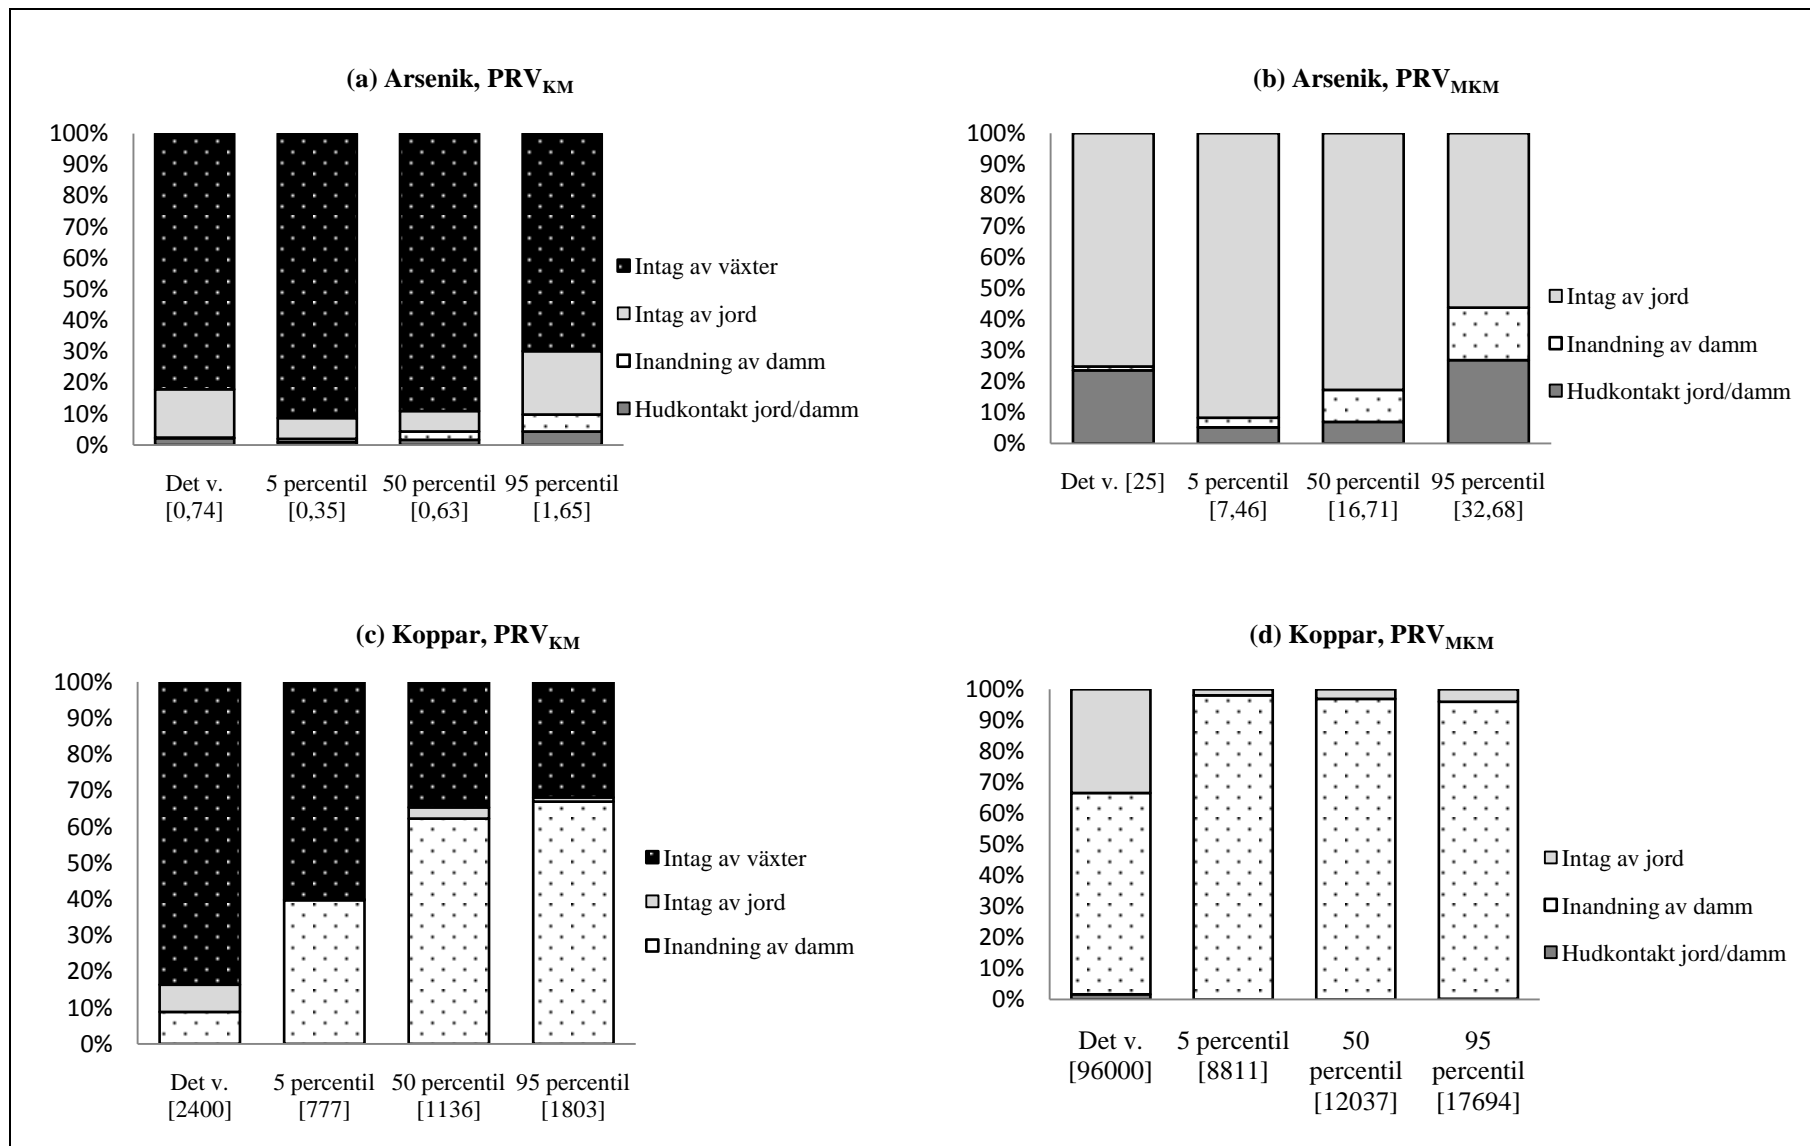 (a) Arsenik, PRV_KM
100%
90%
80%
70%
60%
50%
40%
30%
20%
10%
0%
Det v. 5 percentil 50 percentil 95 percentil
[0,74] [0,35] [0,63] [1,65]
Intag av växter
Intag av jord
Inandning av damm
Hudkontakt jord/damm
(b) Arsenik, PRV_MKM
100%
90%
80%
70%
60%
50%
40%
30%
20%
10%
0%
Det v. [25] 5 percentil 50 percentil 95 percentil
[7,46] [16,71] [32,68]
Intag av jord
Inandning av damm
Hudkontakt jord/damm
(c) Koppar, PRV_KM
100%
90%
80%
70%
60%
50%
40%
30%
20%
10%
0%
Det v. 5 percentil 50 percentil 95 percentil
[2400] [777] [1136] [1803]
Intag av växter
Intag av jord
Inandning av damm
(d) Koppar, PRV_MKM
100%
90%
80%
70%
60%
50%
40%
30%
20%
10%
0%
Det v. 5 percentil 50 95
[96000] [8811] percentil percentil
[12037] [17694]
Intag av jord
Inandning av damm
Hudkontakt jord/damm